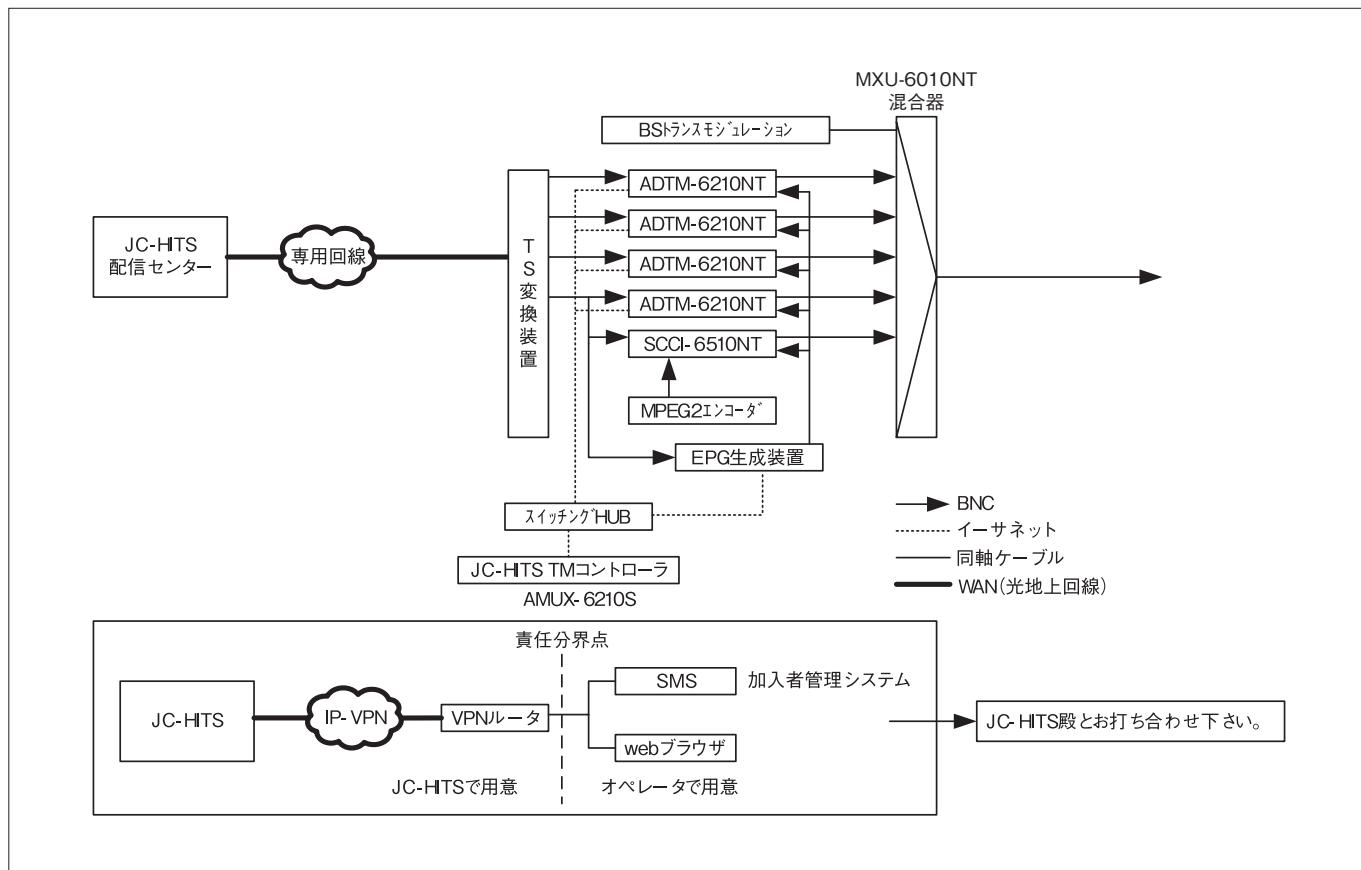 MXU-6010NT
混合器
BSﾄﾗﾝｽﾓｼﾞｭﾚｰｼｮﾝ
JC-HITS
配信センター
専用回線
TS変換装置
ADTM-6210NT
ADTM-6210NT
ADTM-6210NT
ADTM-6210NT
SCCI-6510NT
MPEG2ｴﾝｺｰﾀﾞ
EPG生成装置
スイッチングHUB
JC-HITS TMコントローラ
AMUX-6210S
BNC
イーサネット
同軸ケーブル
WAN(光地上回線)
責任分界点
JC-HITS
IP-VPN
VPNルータ
SMS
加入者管理システム
webブラウザ
JC-HITSで用意
オペレータで用意
JC-HITS殿とお打ち合わせ下さい。